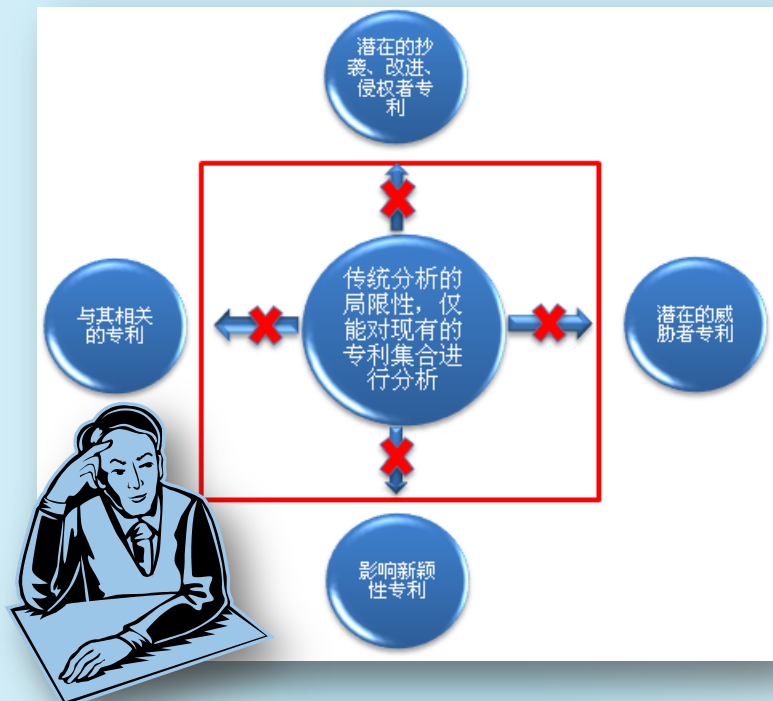 潜在的抄
袭、改进、
侵权者专
利
传统分析的
局限性，仅
能对现有的
专利集合进
行分析
与其相关
的专利
潜在的威
胁者专利
影响新颖
性专利